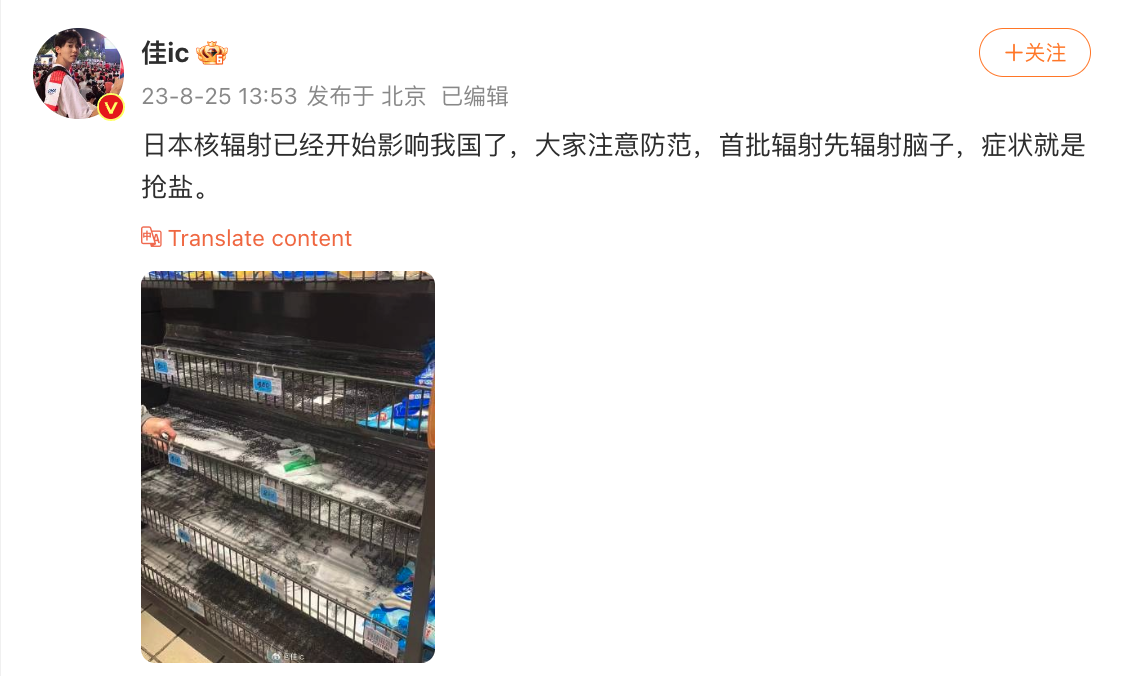 佳ic
+关注
23-8-25 13:53 发布于 北京 已编辑
日本核辐射已经开始影响我国了，大家注意防范，首批辐射先辐射脑子，症状就是
抢盐。
Translate content
@佳ic